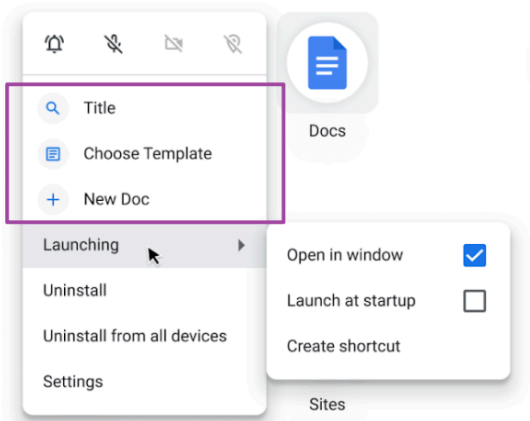 Title
Choose Template
New Doc
Launching
Uninstall
Uninstall from all devices
Settings
Docs
Open in window
Launch at startup
Create shortcut
Sites